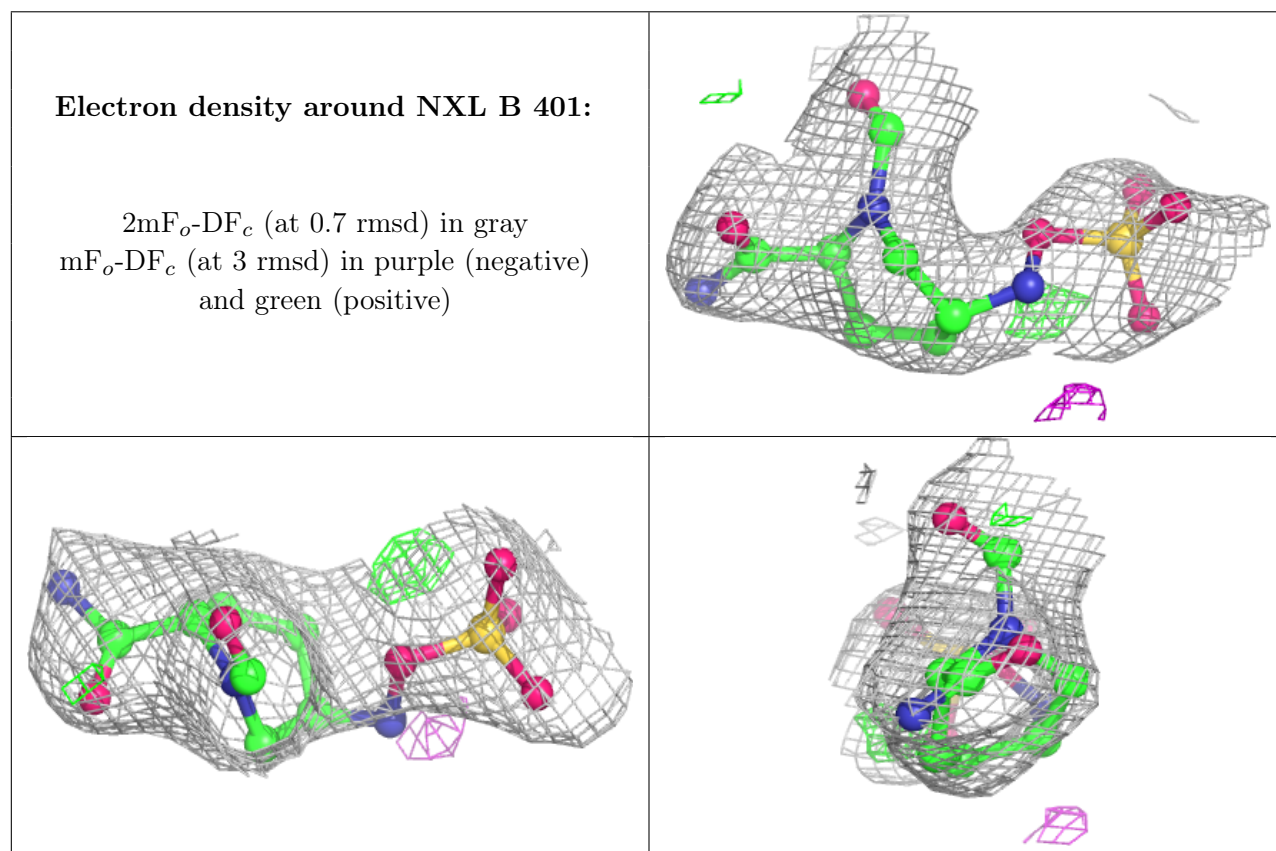 Electron density around NXL B 401:
2mFₒ-DF𝒸 (at 0.7 rmsd) in gray
mFₒ-DF𝒸 (at 3 rmsd) in purple (negative)
and green (positive)